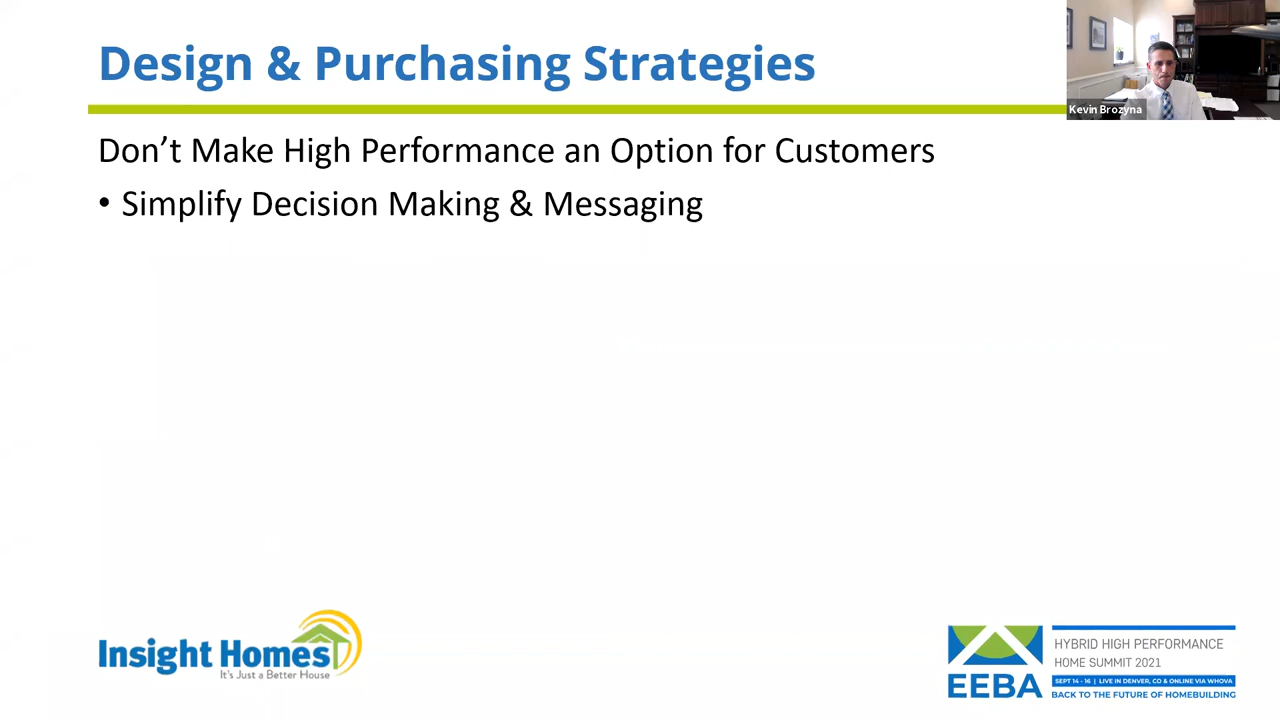 Design & Purchasing Strategies
Kevin Brozyna
Don't Make High Performance an Option for Customers
• Simplify Decision Making & Messaging
Insight Homes
It's Just a Better House
EEBA
HYBRID HIGH PERFORMANCE
HOME SUMMIT 2021
SEPT 14 - 16 | LIVE IN DENVER, CO & ONLINE VIA WHOVA
BACK TO THE FUTURE OF HOMEBUILDING